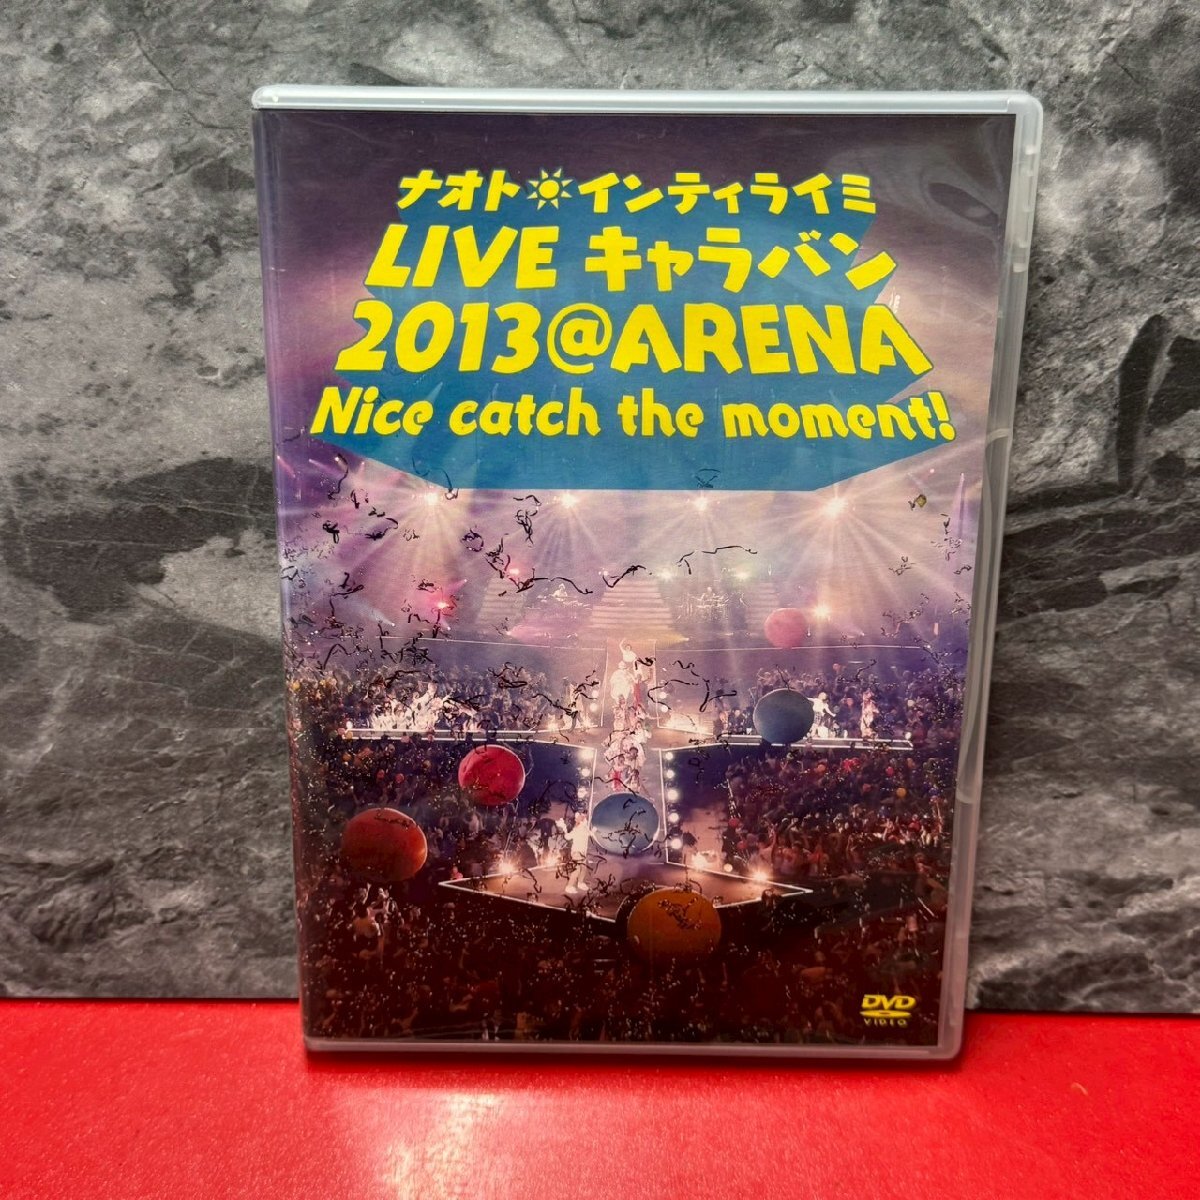 ナオト☀インティライミ
LIVE キャラバン
2013@ARENA
Nice catch the moment!
DVD
VIDEO